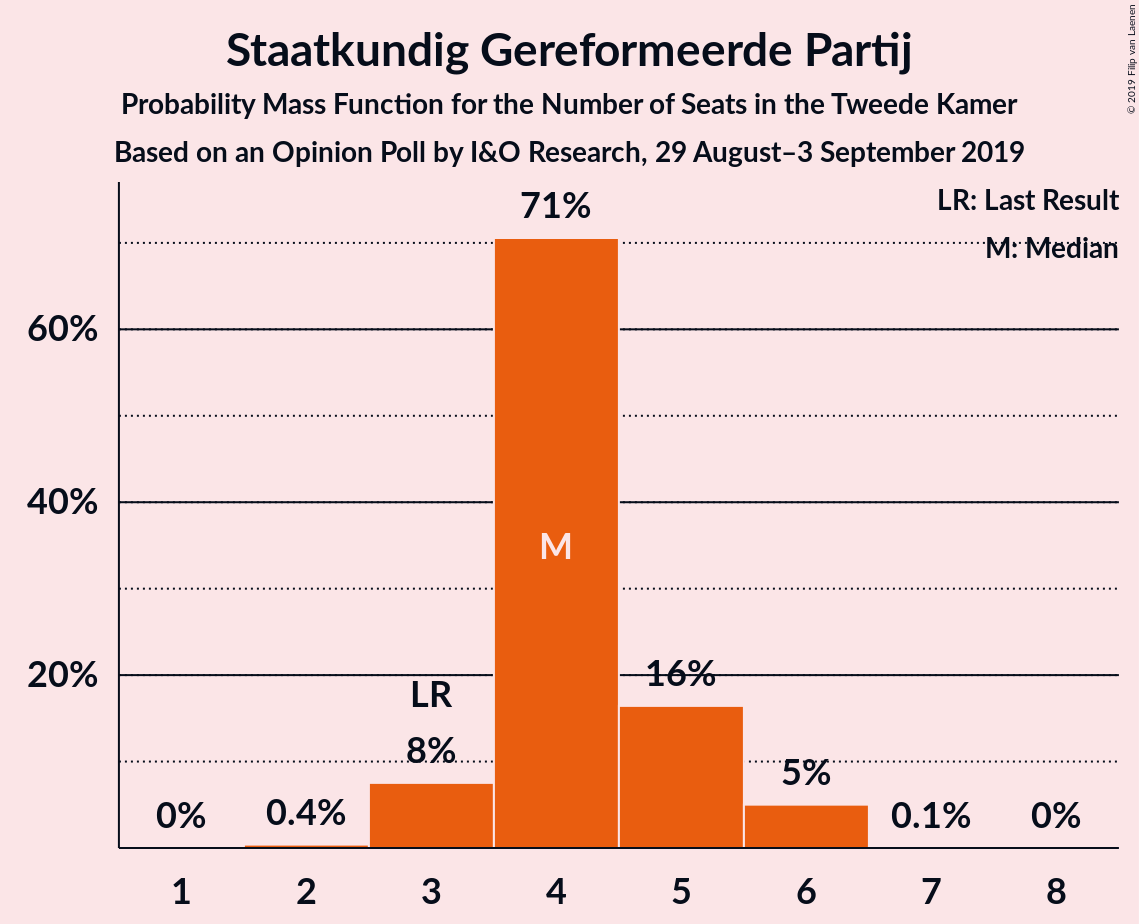 Staatkundig Gereformeerde Partij
Probability Mass Function for the Number of Seats in the Tweede Kamer
Based on an Opinion Poll by I&O Research, 29 August–3 September 2019
© 2019 Filip van Laenen
LR: Last Result
M: Median
71%
60%
40%
M
20%
16%
LR
8%
5%
0%
0.4%
0.1%
0%
1 2 3 4 5 6 7 8